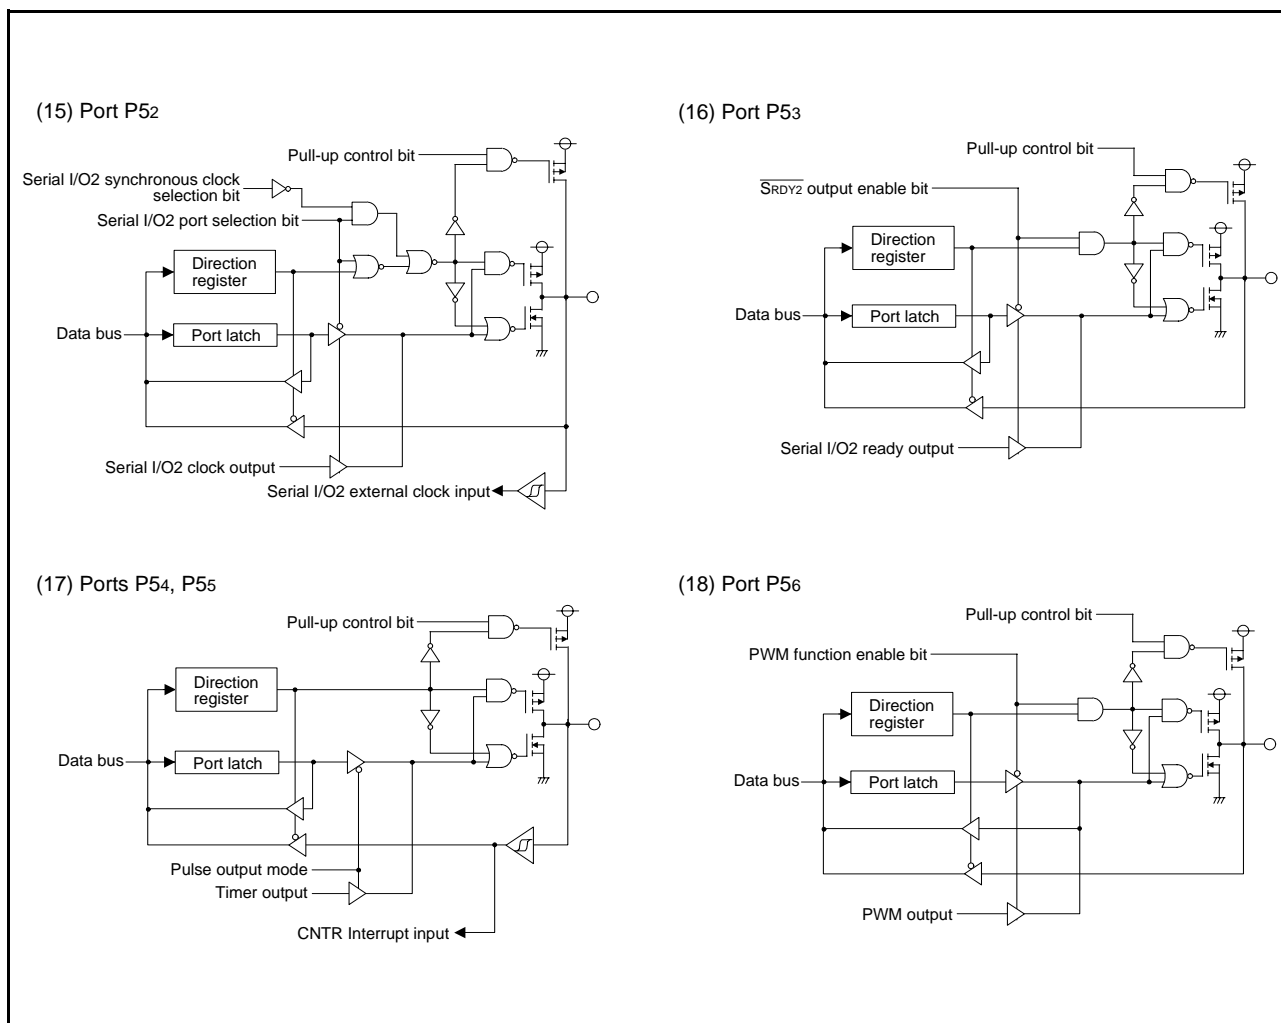 (15) Port P52
Pull-up control bit
Serial I/O2 synchronous clock
selection bit
Serial I/O2 port selection bit
Direction
register
Data bus
Port latch
Serial I/O2 clock output
Serial I/O2 external clock input
(16) Port P53
Pull-up control bit
SRDY2 output enable bit
Direction
register
Data bus
Port latch
Serial I/O2 ready output
(17) Ports P54, P55
Pull-up control bit
Direction
register
Data bus
Port latch
Pulse output mode
Timer output
CNTR Interrupt input
(18) Port P56
Pull-up control bit
PWM function enable bit
Direction
register
Data bus
Port latch
PWM output